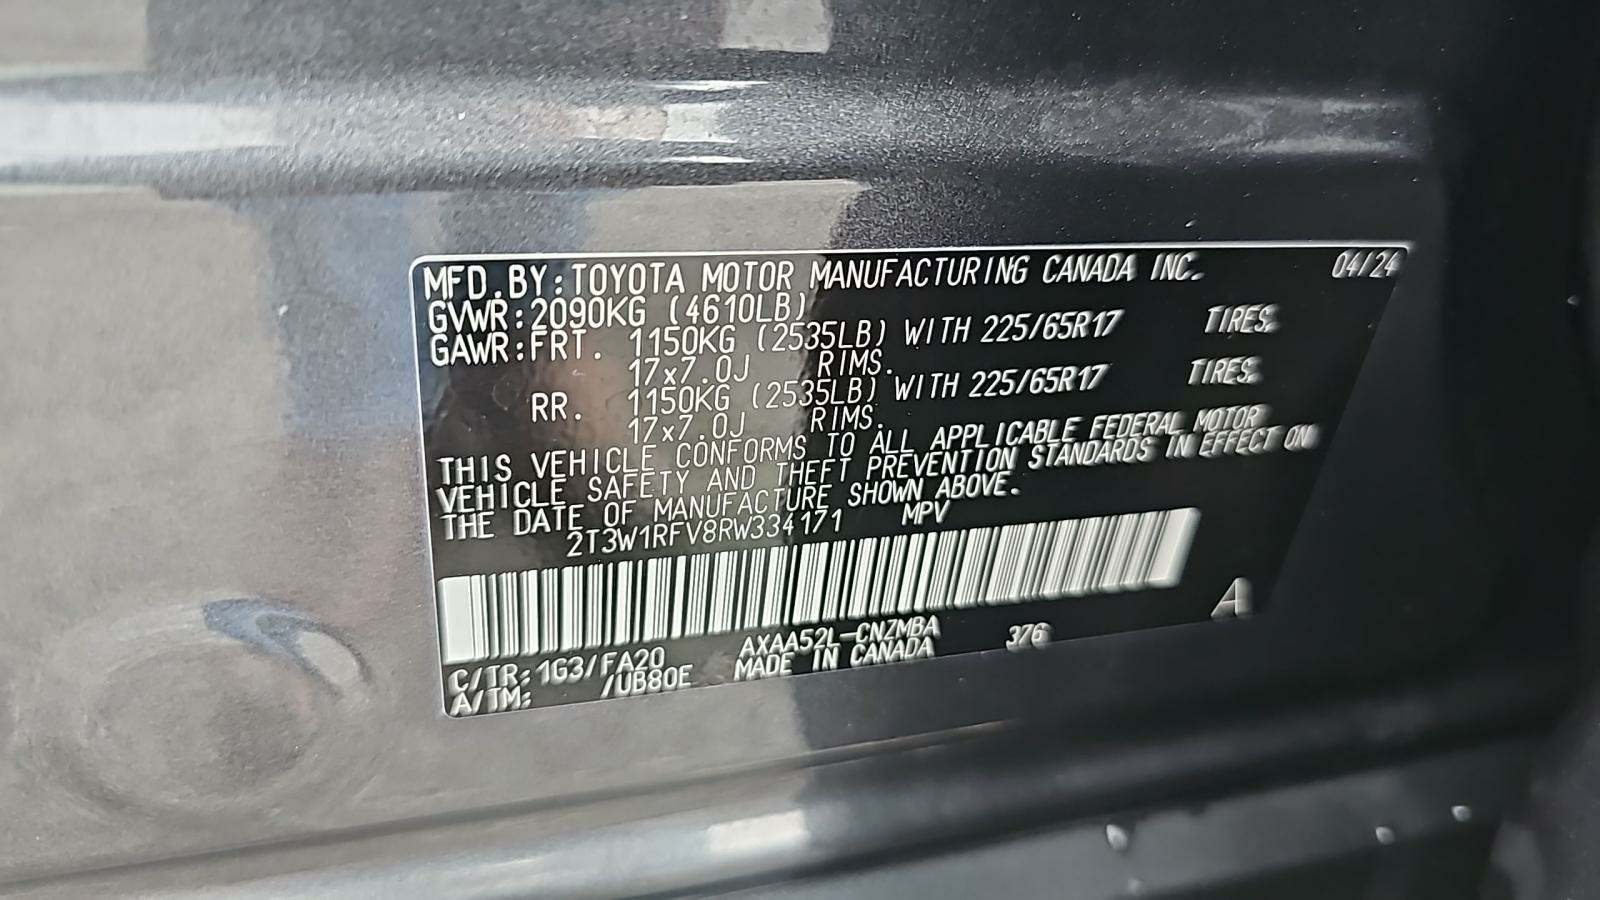 MFD.BY:TOYOTA MOTOR MANUFACTURING CANADA INC. 04/24
GVWR:2090KG (4610LB)
GAWR:FRT. 1150KG (2535LB) WITH 225/65R17 TIRES.
17x7.0J RIMS.
RR. 1150KG (2535LB) WITH 225/65R17 TIRES.
17x7.0J RIMS.
THIS VEHICLE CONFORMS TO ALL APPLICABLE FEDERAL MOTOR
VEHICLE SAFETY AND THEFT PREVENTION STANDARDS IN EFFECT ON
THE DATE OF MANUFACTURE SHOWN ABOVE.
2T3W1RFV8RW334171 MPV
A
C/TR:1G3/FA20 AXAA52L-CNZMBA 376
A/TM: /UB80E MADE IN CANADA